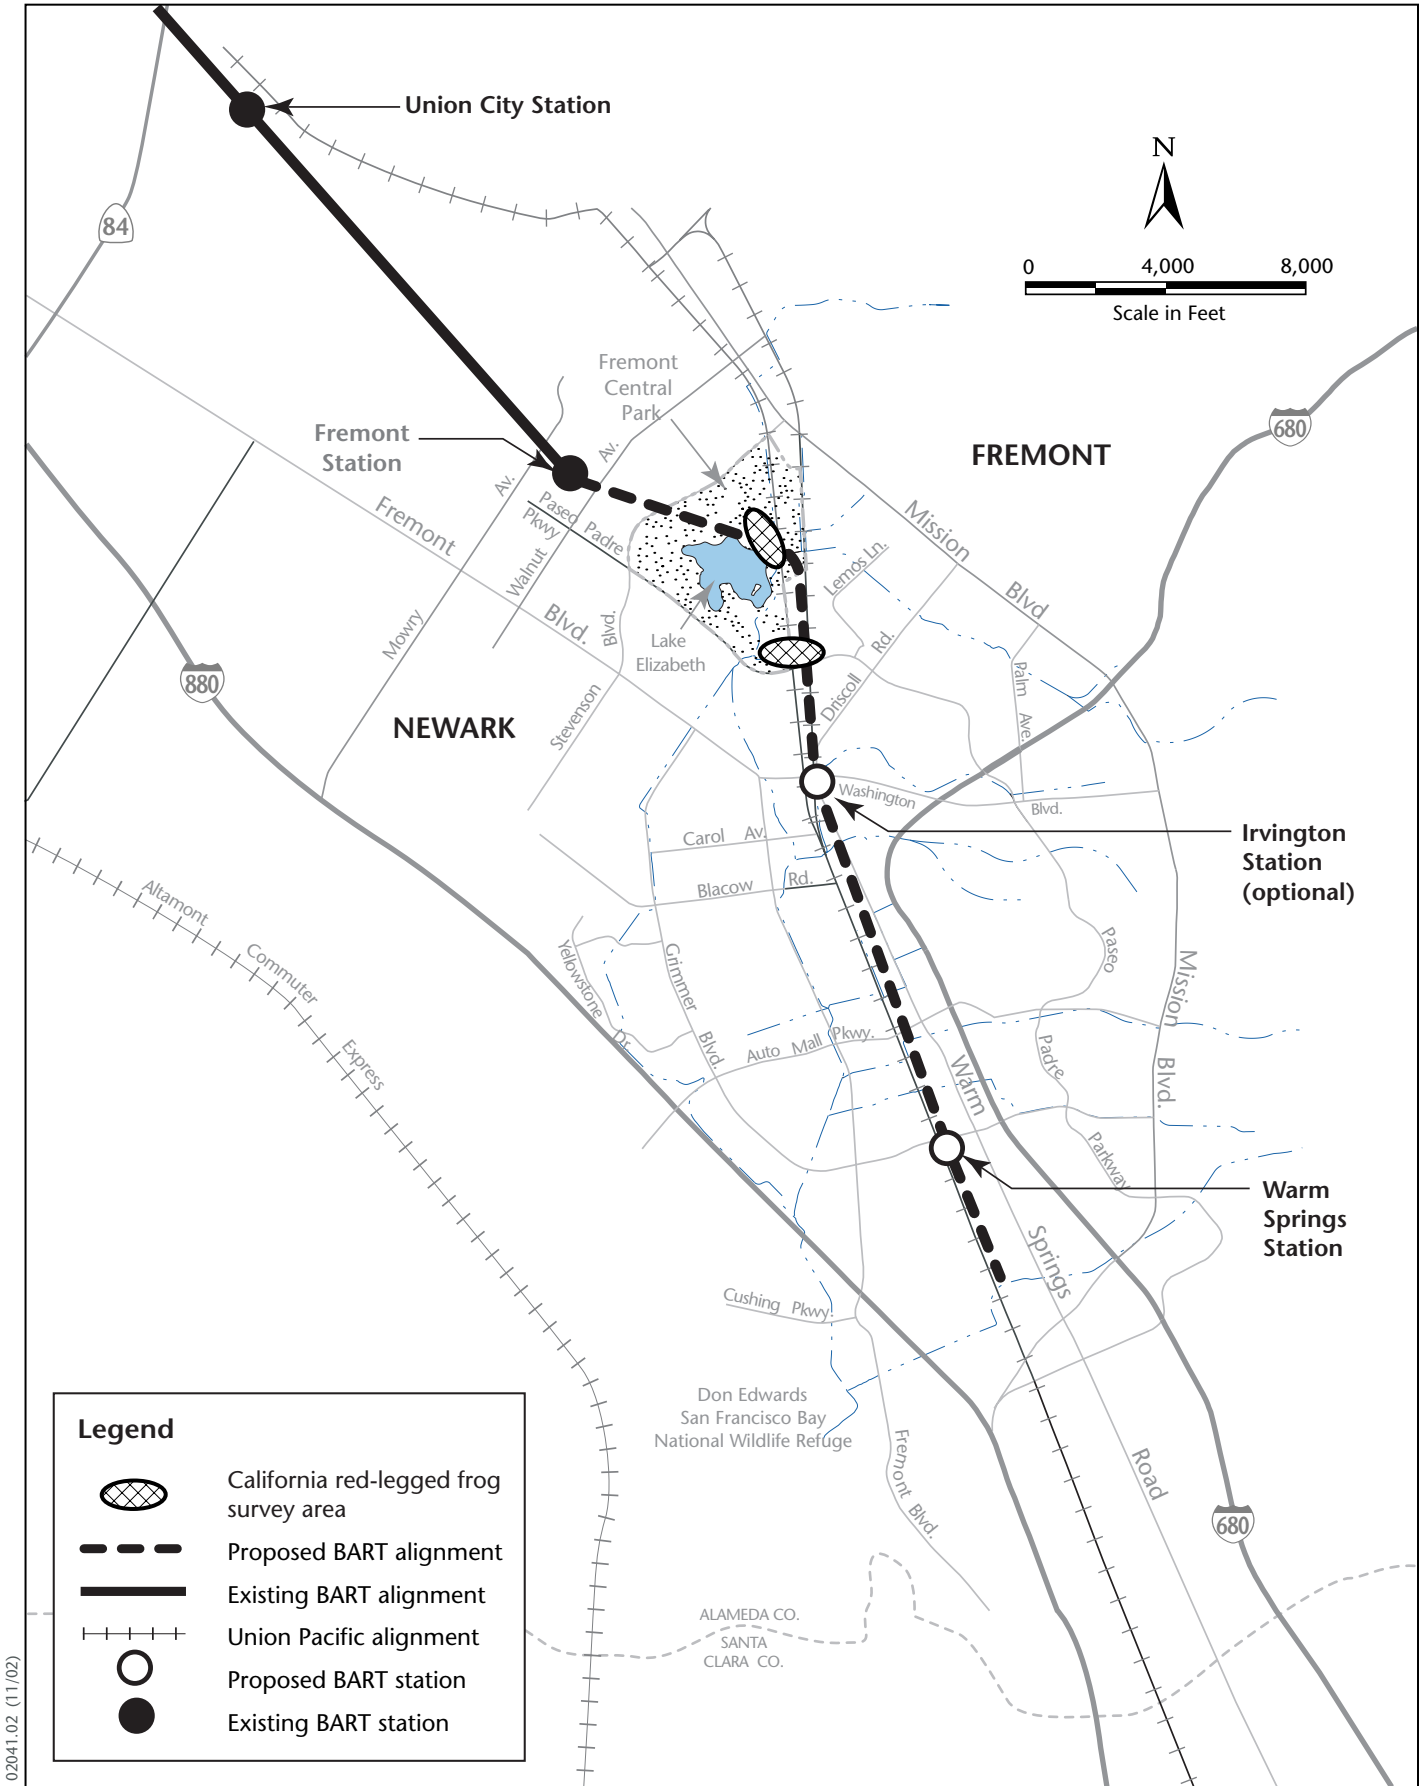 Union City Station
N
84
0 4,000 8,000
Scale in Feet
Fremont
Central
Park
680
Fremont
Station
FREMONT
Av.
Av.
Paseo Padre
Pkwy
Fremont
Blvd.
Mission
Blvd
Walnut
Lemos Ln.
Mowry
Blvd.
Stevenson
Lake
Elizabeth
Rd.
Driscoll
Palm Ave.
880
NEWARK
Washington
Blvd.
Carol Av.
Irvington
Station
(optional)
Blacow Rd.
Altamont
Commuter
Express
Yellowstone
Dr.
Grimmer
Blvd.
Paseo
Padre
Parkway
Mission
Blvd.
Auto Mall Pkwy.
Warm
Springs
Road
Warm
Springs
Station
Cushing Pkwy.
Don Edwards
San Francisco Bay
National Wildlife Refuge
Fremont Blvd.
680
ALAMEDA CO.
SANTA
CLARA CO.
Legend
California red-legged frog
survey area
Proposed BART alignment
Existing BART alignment
Union Pacific alignment
Proposed BART station
Existing BART station
02041.02 (11/02)